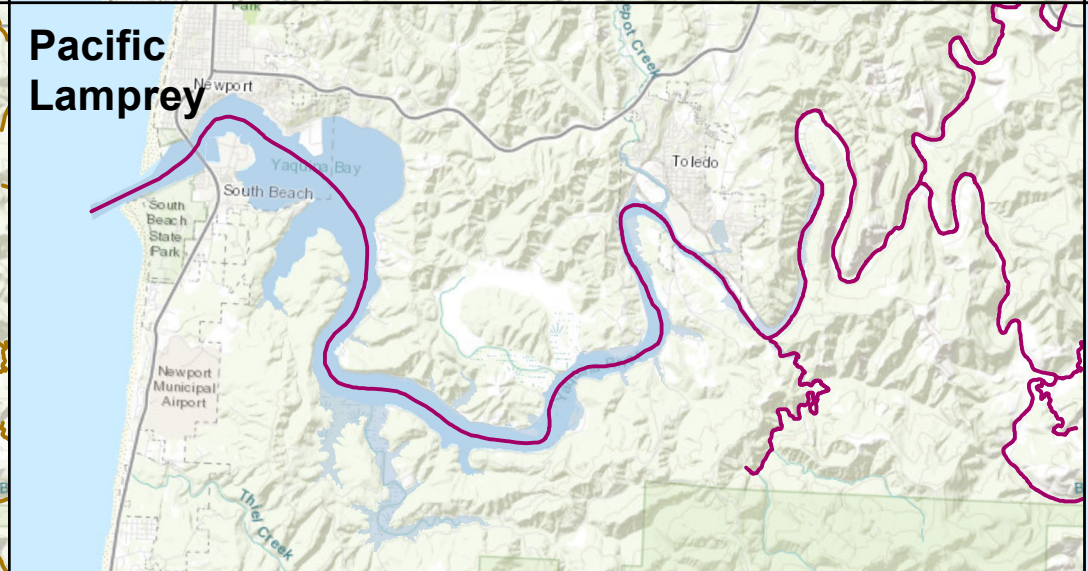 Park
Pacific
Lamprey
Newport
Depot Creek
Yaquina Bay
Toledo
South Beach
South
Beach
State
Park
Newport
Municipal
Airport
Thiel Creek